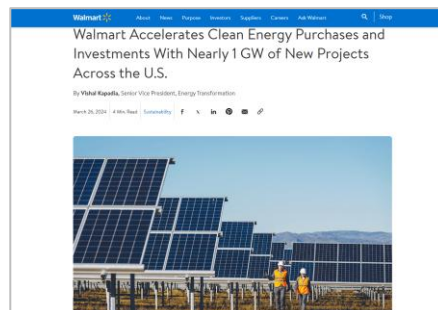 Walmart About News Purpose Investors Suppliers Careers Ask Walmart Shop
Walmart Accelerates Clean Energy Purchases and
Investments With Nearly 1 GW of New Projects
Across the U.S.
By Vishal Kapadia, Senior Vice President, Energy Transformation
March 26, 2024 4 Min. Read Sustainability